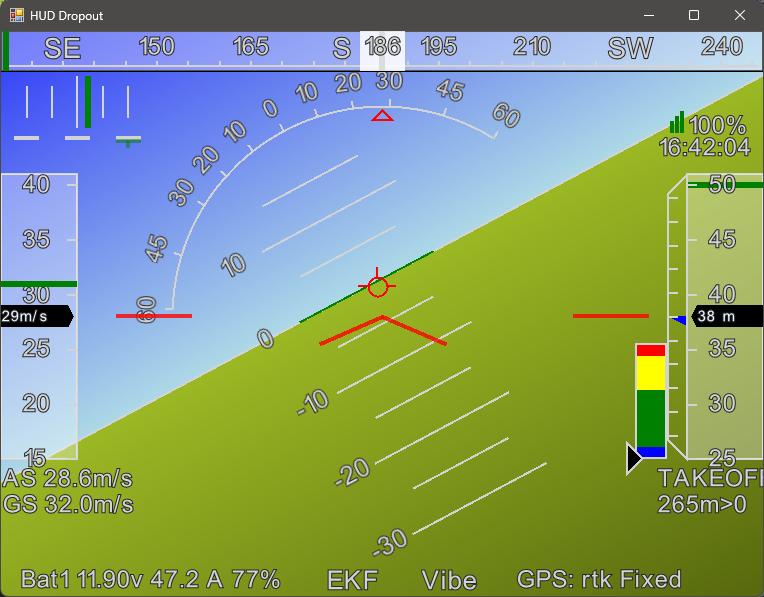 HUD Dropout
SE 150 165 S 186 195 210 SW 240
60 45 30 20 10 0 10 20 30 45 60
100%
16:42:04
40
35
30
29m/s
25
20
15
10
0
-10
-20
-30
50
45
40
38 m
35
30
25
AS 28.6m/s
GS 32.0m/s
TAKEOFF
265m>0
Bat1 11.90v 47.2 A 77% EKF Vibe GPS: rtk Fixed